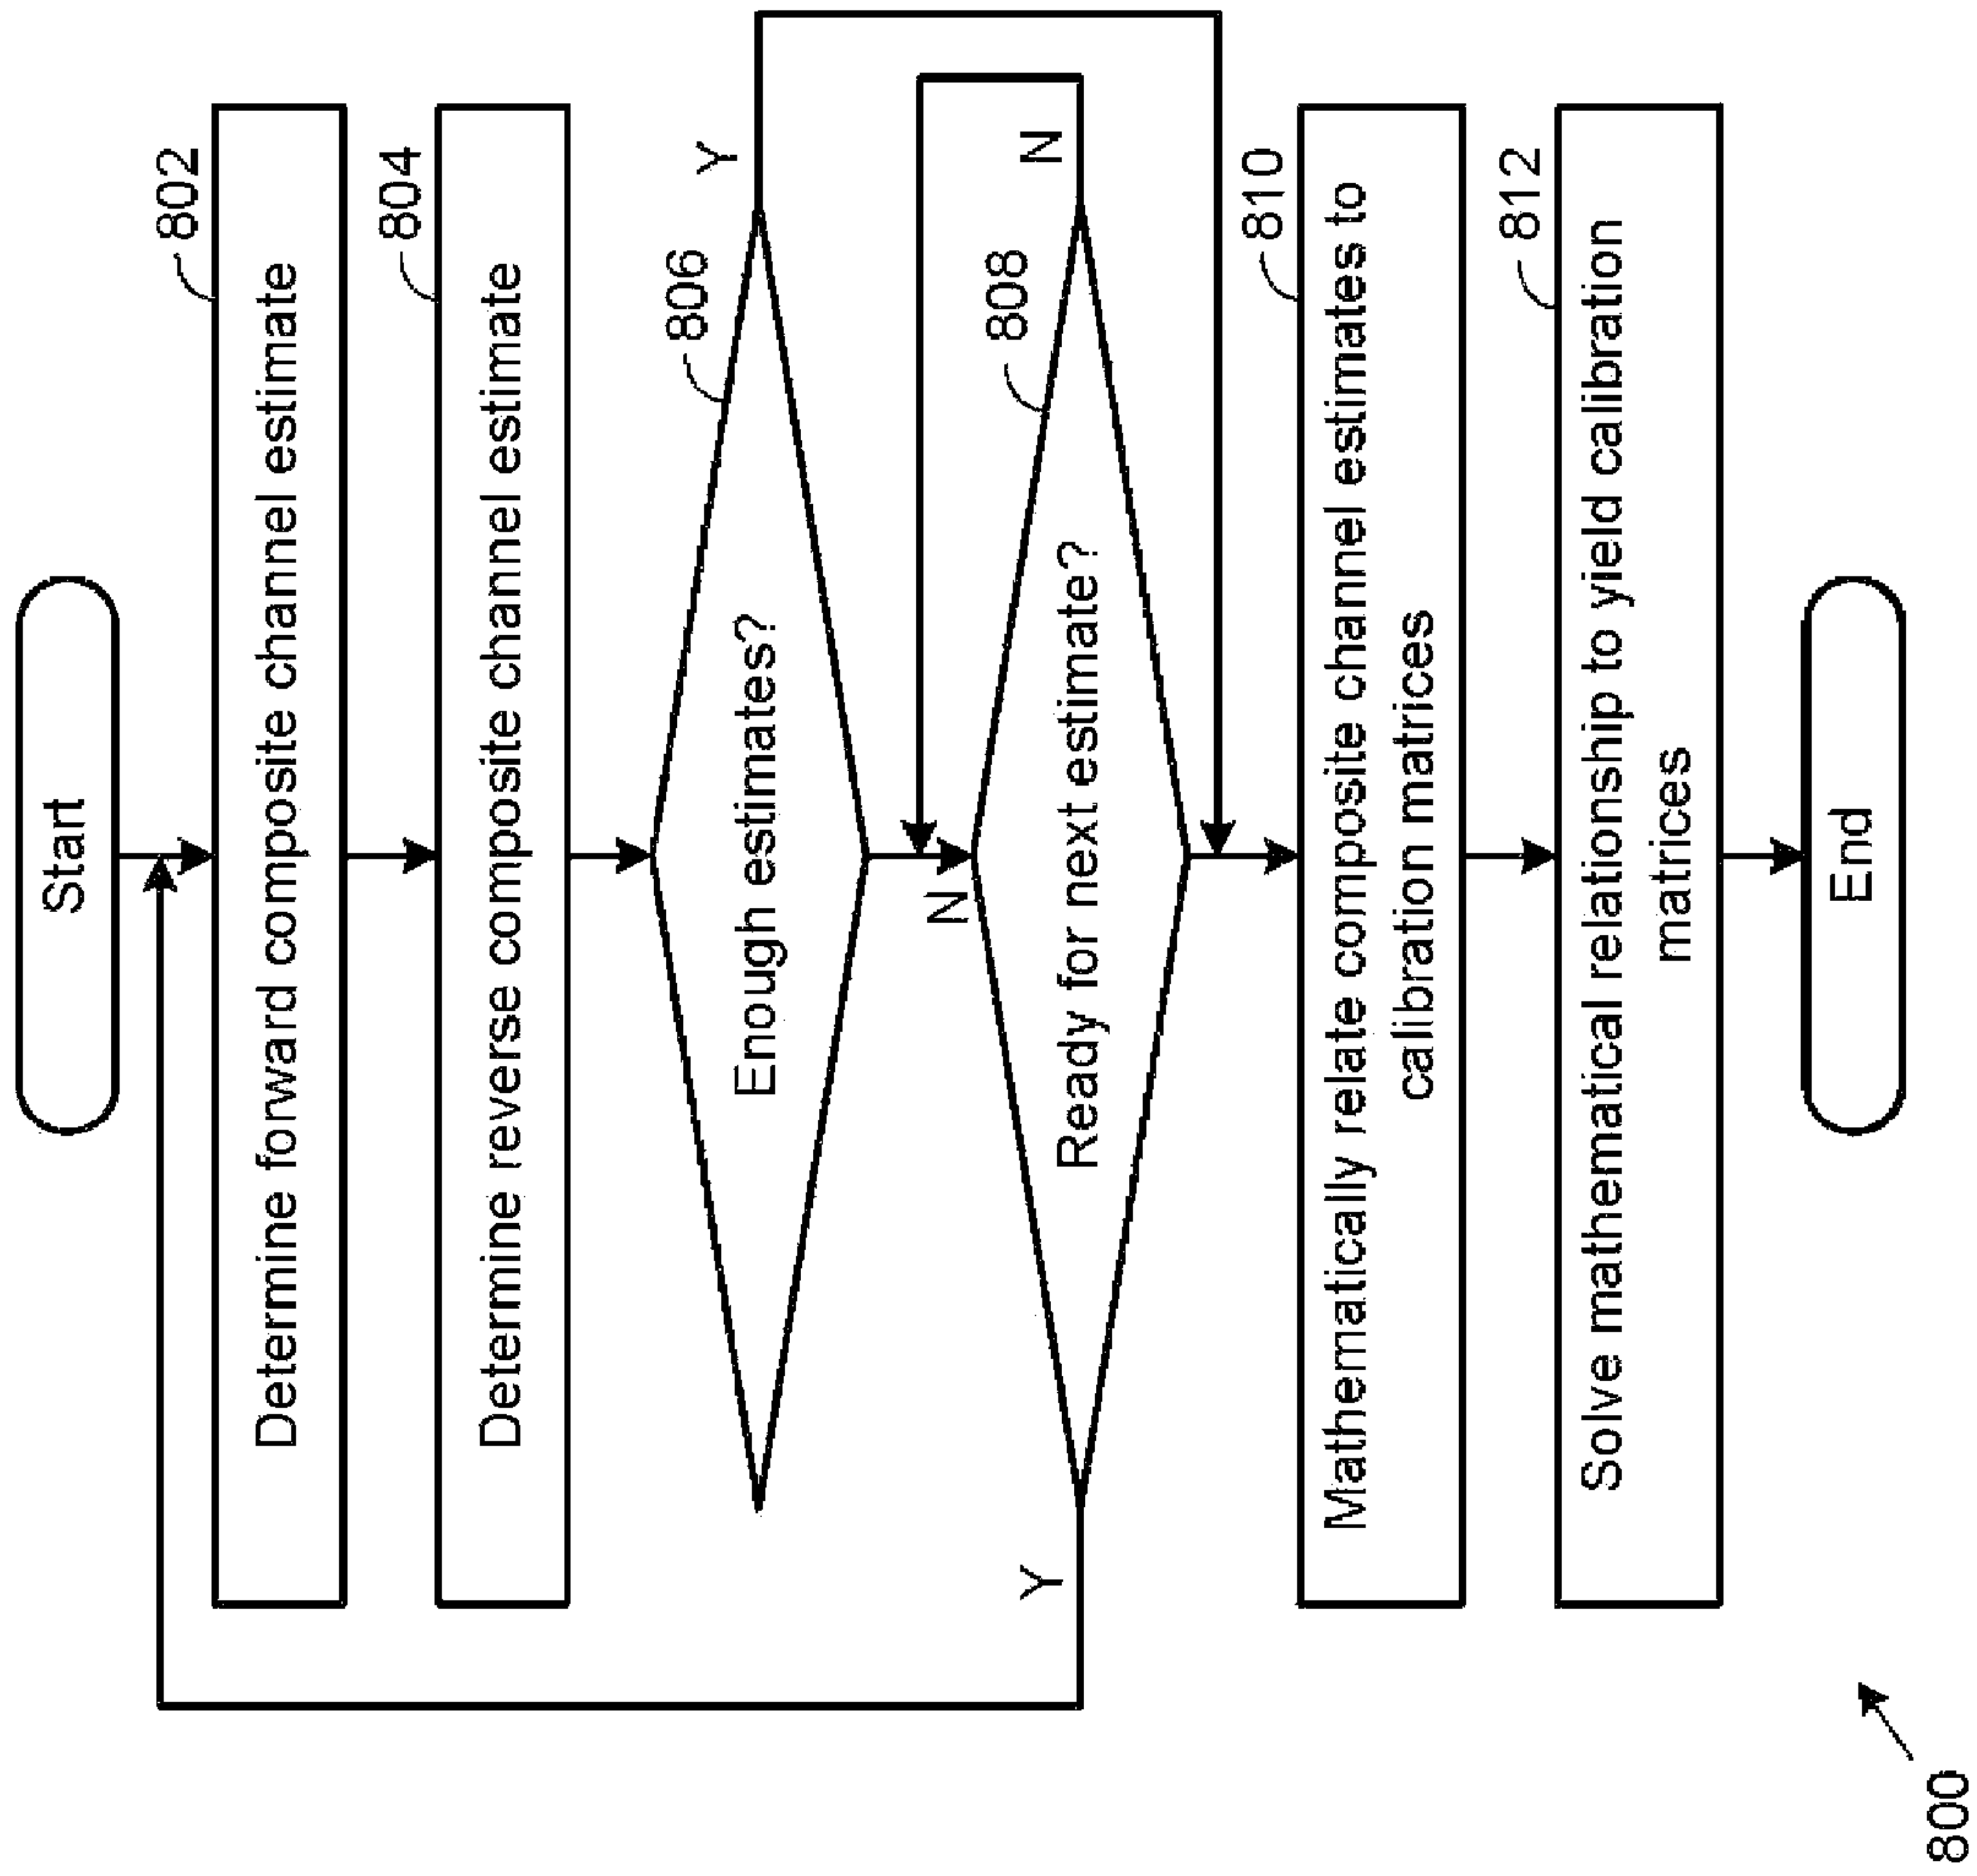 Start
802
Determine forward composite channel estimate
804
Determine reverse composite channel estimate
806
Enough estimates?
Y
N
808
Ready for next estimate?
N
Y
810
Mathematically relate composite channel estimates to
calibration matrices
812
Solve mathematical relationship to yield calibration
matrices
End
800